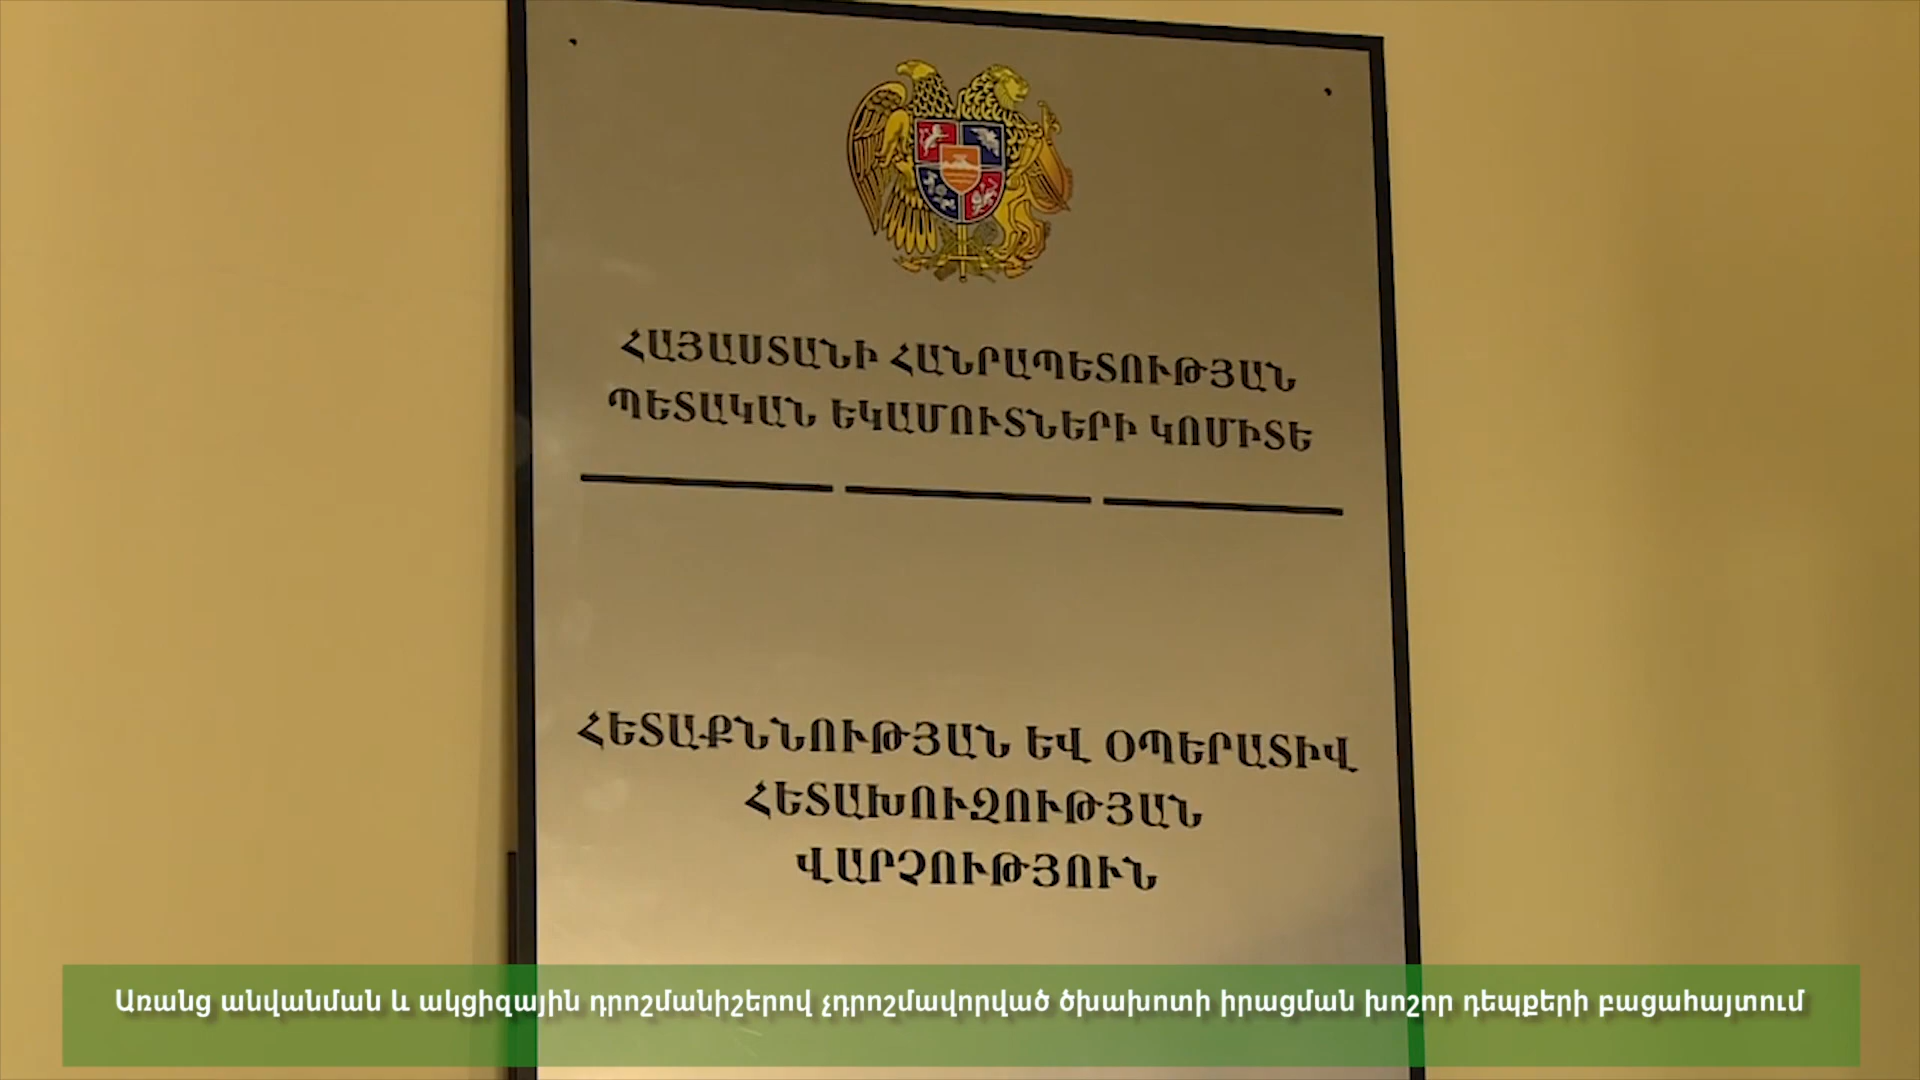 ՀԱՅԱՍՏԱՆԻ ՀԱՆՐԱՊԵՏՈՒԹՅԱՆ
ՊԵՏԱԿԱՆ ԵԿԱՄՈՒՏՆԵՐԻ ԿՈՄԻՏԵ
ՀԵՏԱՔՆՆՈՒԹՅԱՆ ԵՎ ՕՊԵՐԱՏԻՎ
ՀԵՏԱԽՈՒԶՈՒԹՅԱՆ
ՎԱՐՉՈՒԹՅՈՒՆ
Առանց անվանման և ակցիզային դրոշմանիշերով չդրոշմավորված ծխախոտի իրացման խոշոր դեպքերի բացահայտում